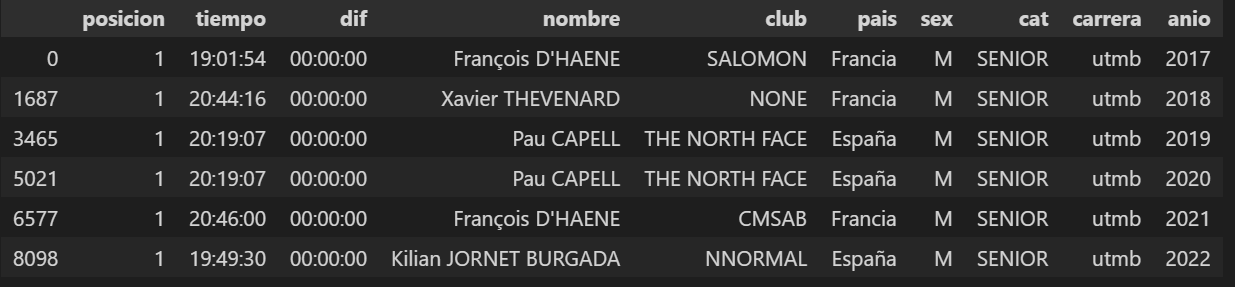 posicion tiempo dif nombre club pais sex cat carrera anio
0 1 19:01:54 00:00:00 François D'HAENE SALOMON Francia M SENIOR utmb 2017
1687 1 20:44:16 00:00:00 Xavier THEVENARD NONE Francia M SENIOR utmb 2018
3465 1 20:19:07 00:00:00 Pau CAPELL THE NORTH FACE España M SENIOR utmb 2019
5021 1 20:19:07 00:00:00 Pau CAPELL THE NORTH FACE España M SENIOR utmb 2020
6577 1 20:46:00 00:00:00 François D'HAENE CMSAB Francia M SENIOR utmb 2021
8098 1 19:49:30 00:00:00 Kilian JORNET BURGADA NNORMAL España M SENIOR utmb 2022